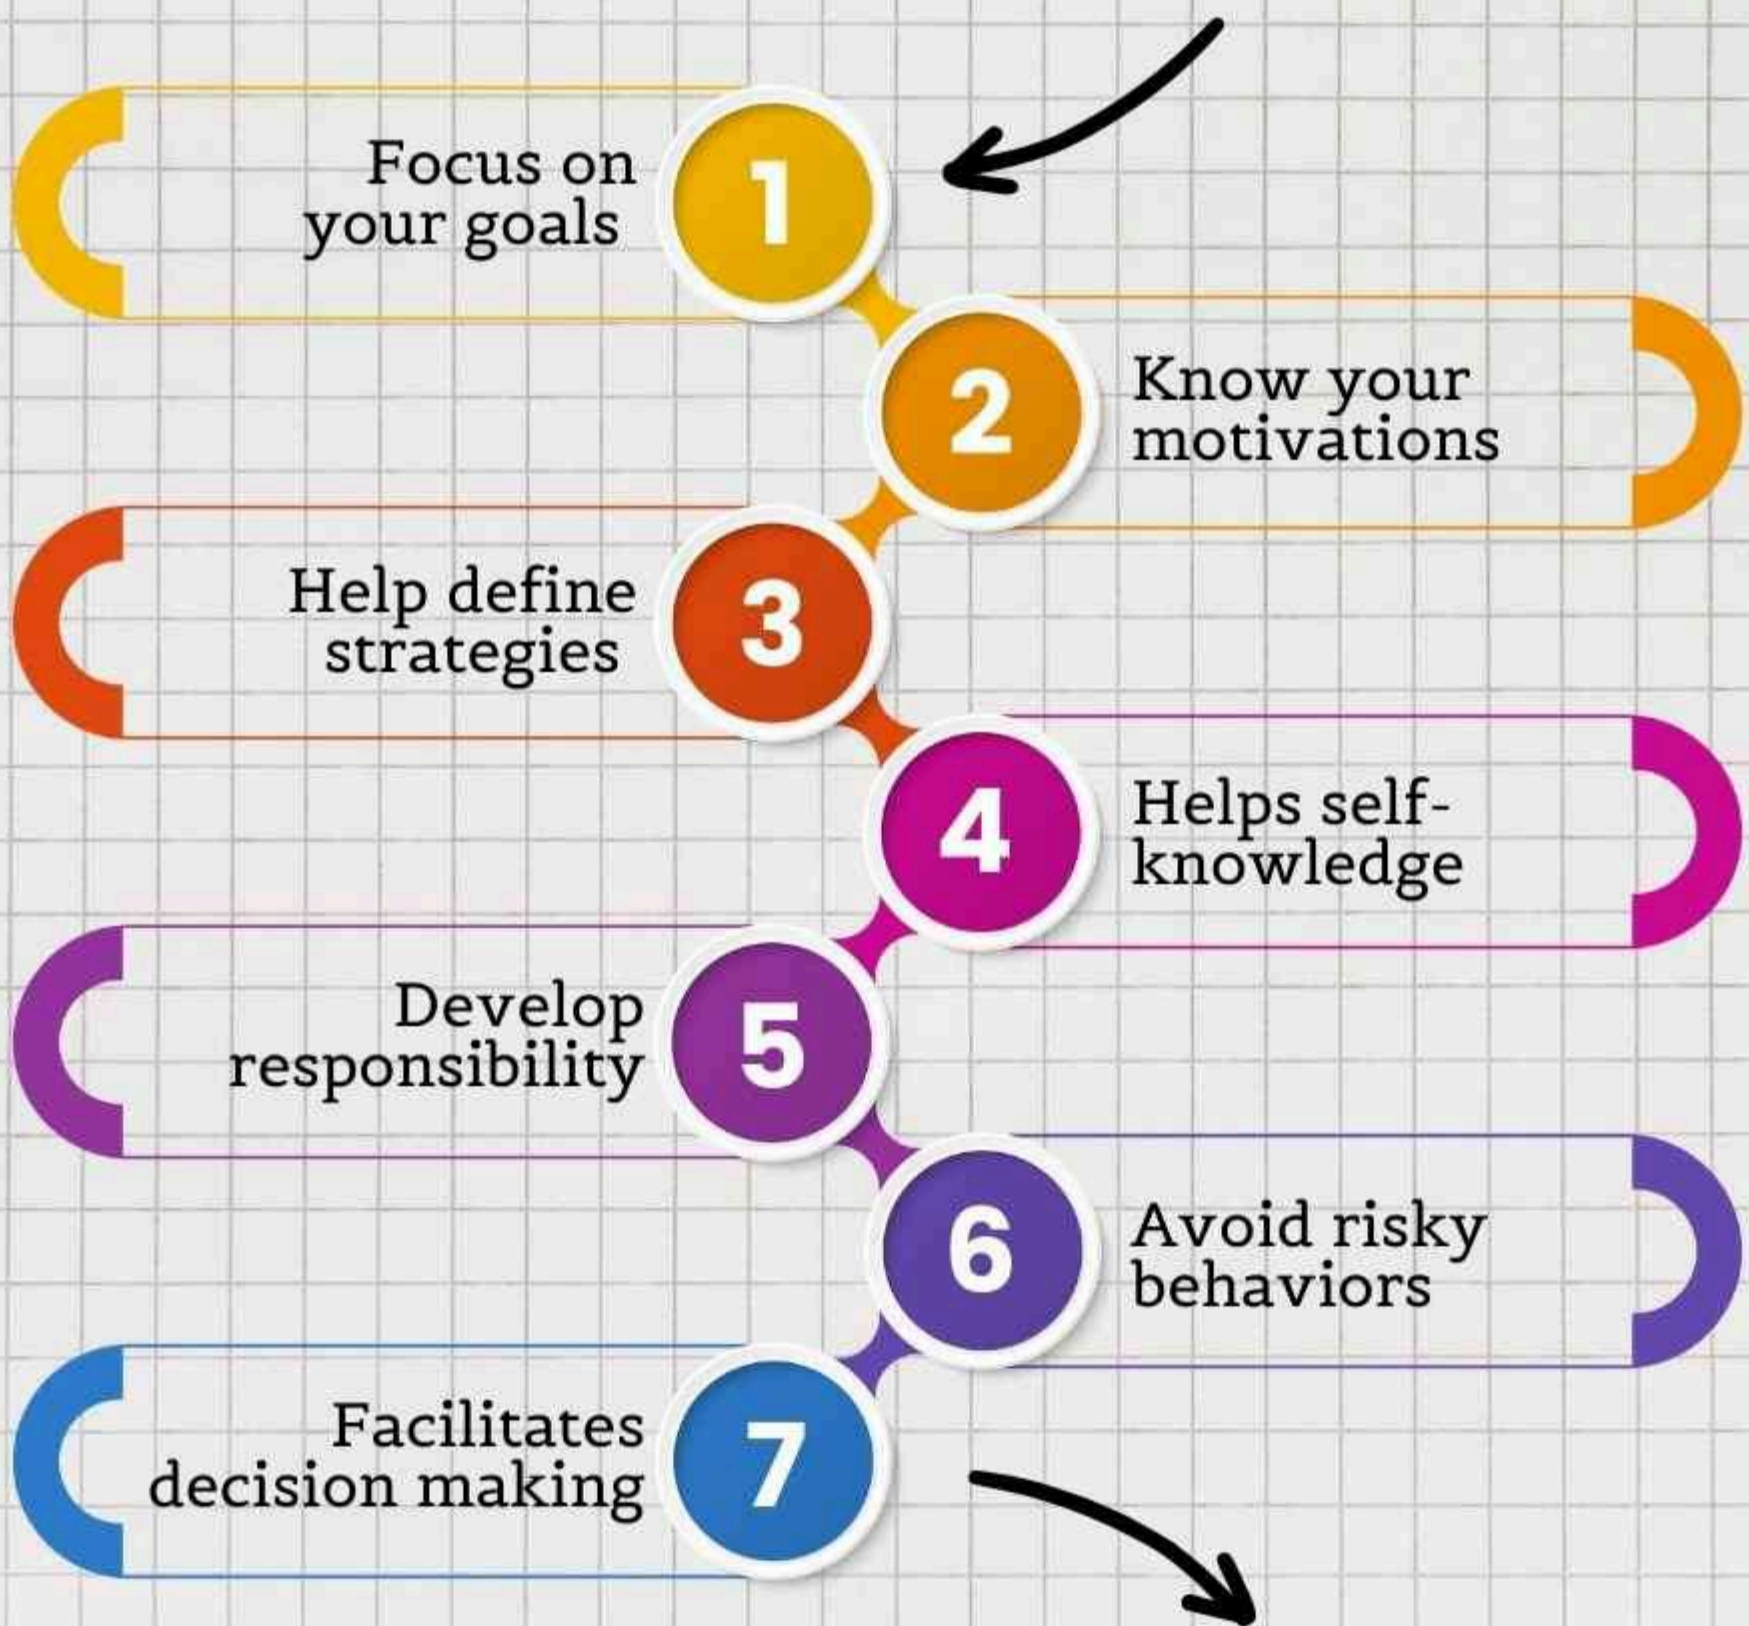 Focus on
your goals
1
2
Know your
motivations
Help define
strategies
3
4
Helps self-
knowledge
Develop
responsibility
5
6
Avoid risky
behaviors
Facilitates
decision making
7